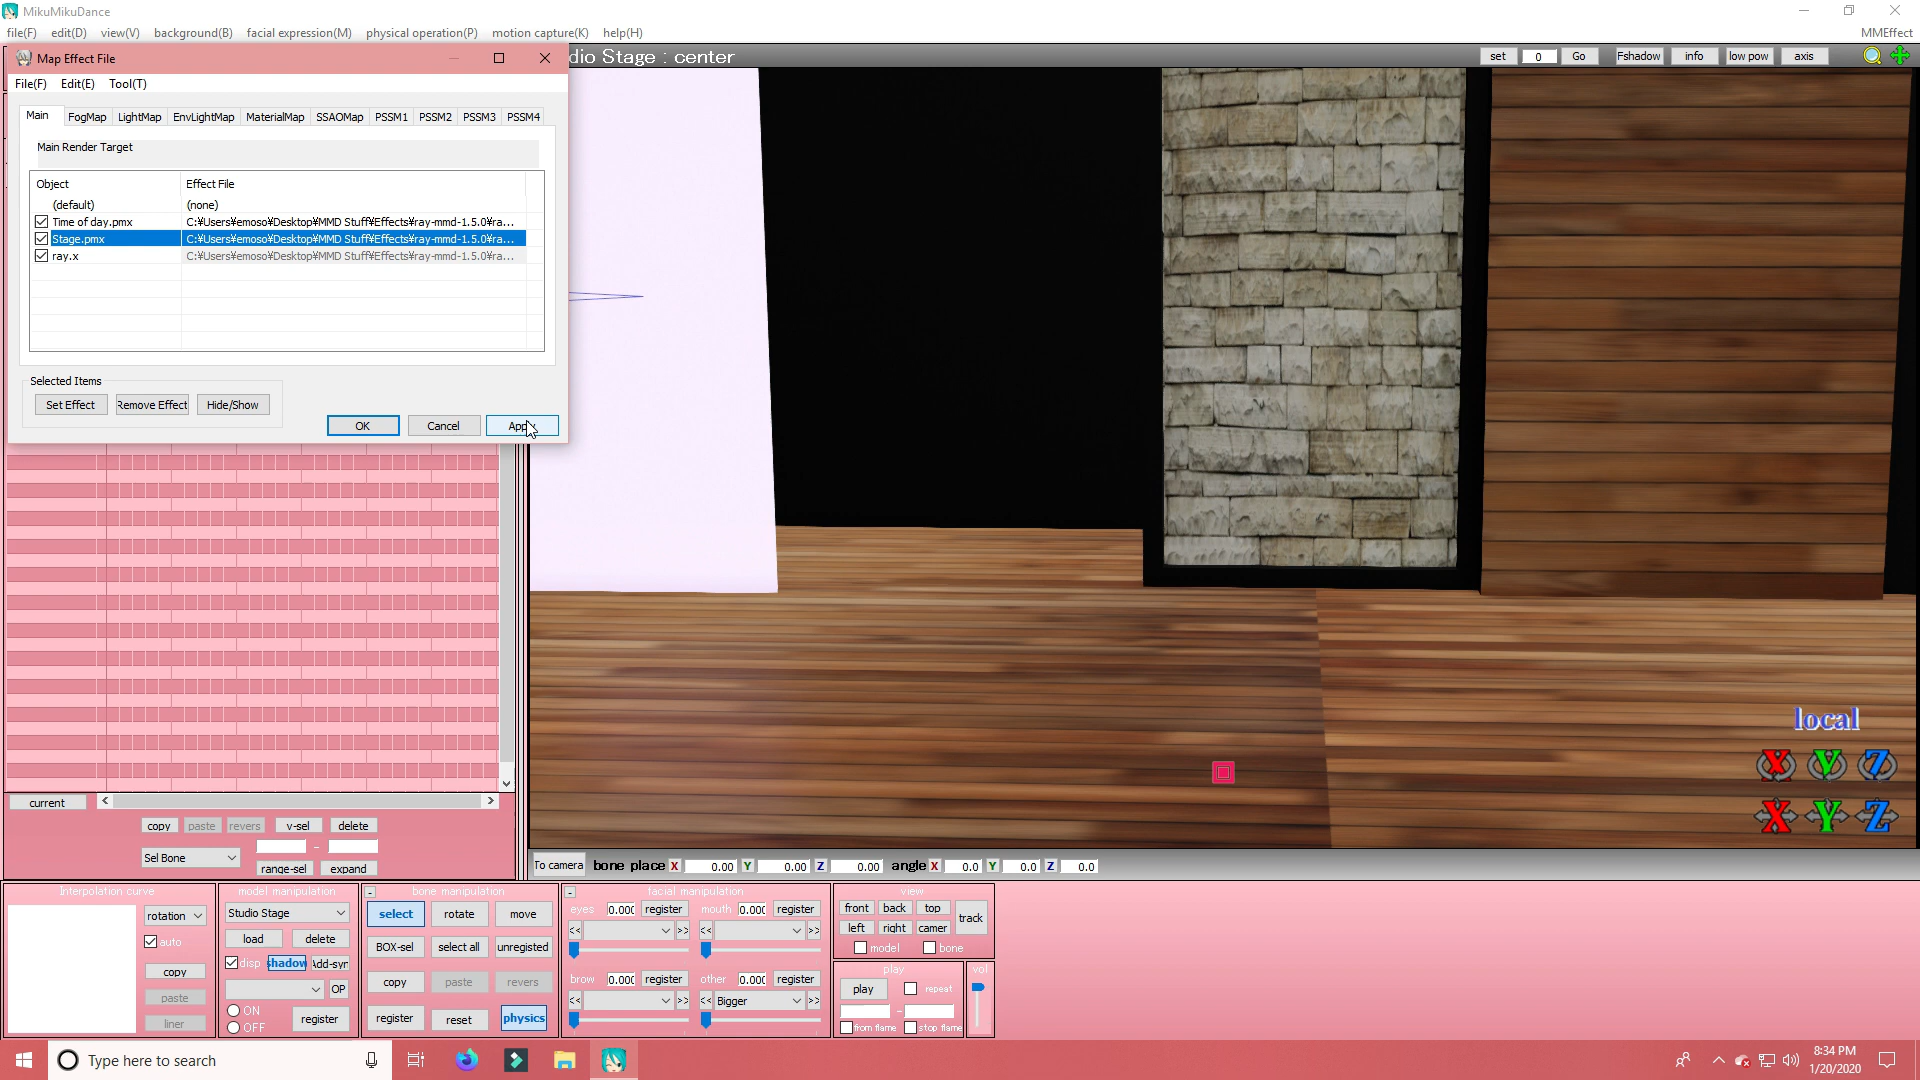 MikuMikuDance
file(F) edit(D) view(V) background(B) facial expression(M) physical operation(P) motion capture(K) help(H) MMEffect
Map Effect File
dio Stage : center
set 0 Go Fshadow info low pow axis
File(F) Edit(E) Tool(T)
Main FogMap LightMap EnvLightMap MaterialMap SSAOMap PSSM1 PSSM2 PSSM3 PSSM4
Main Render Target
Object Effect File
(default) (none)
Time of day.pmx C:¥Users¥emoso¥Desktop¥MMD Stuff¥Effects¥ray-mmd-1.5.0¥ra...
Stage.pmx C:¥Users¥emoso¥Desktop¥MMD Stuff¥Effects¥ray-mmd-1.5.0¥ra...
ray.x C:¥Users¥emoso¥Desktop¥MMD Stuff¥Effects¥ray-mmd-1.5.0¥ra...
Selected Items
Set Effect Remove Effect Hide/Show
OK Cancel Apply
local
X Y Z
X Y Z
current
copy paste revers v-sel delete
Sel Bone -
range-sel expand
To camera bone place X 0.00 Y 0.00 Z 0.00 angle X 0.0 Y 0.0 Z 0.0
Interpolation curve model manipulation - bone manipulation - facial manipulation view
rotation
auto
copy
paste
liner
Studio Stage
load delete
disp shadow Add-syn
OP
ON
OFF register
select rotate move
BOX-sel select all unregisted
copy paste revers
register reset physics
eyes 0.000 register mouth 0.000 register
<< >> << >>
brow 0.000 register other 0.000 register
<< >> << Bigger >>
front back top
left right camer track
model bone
play vol
play repeat
-
from flame stop flame
Type here to search
8:34 PM
1/20/2020